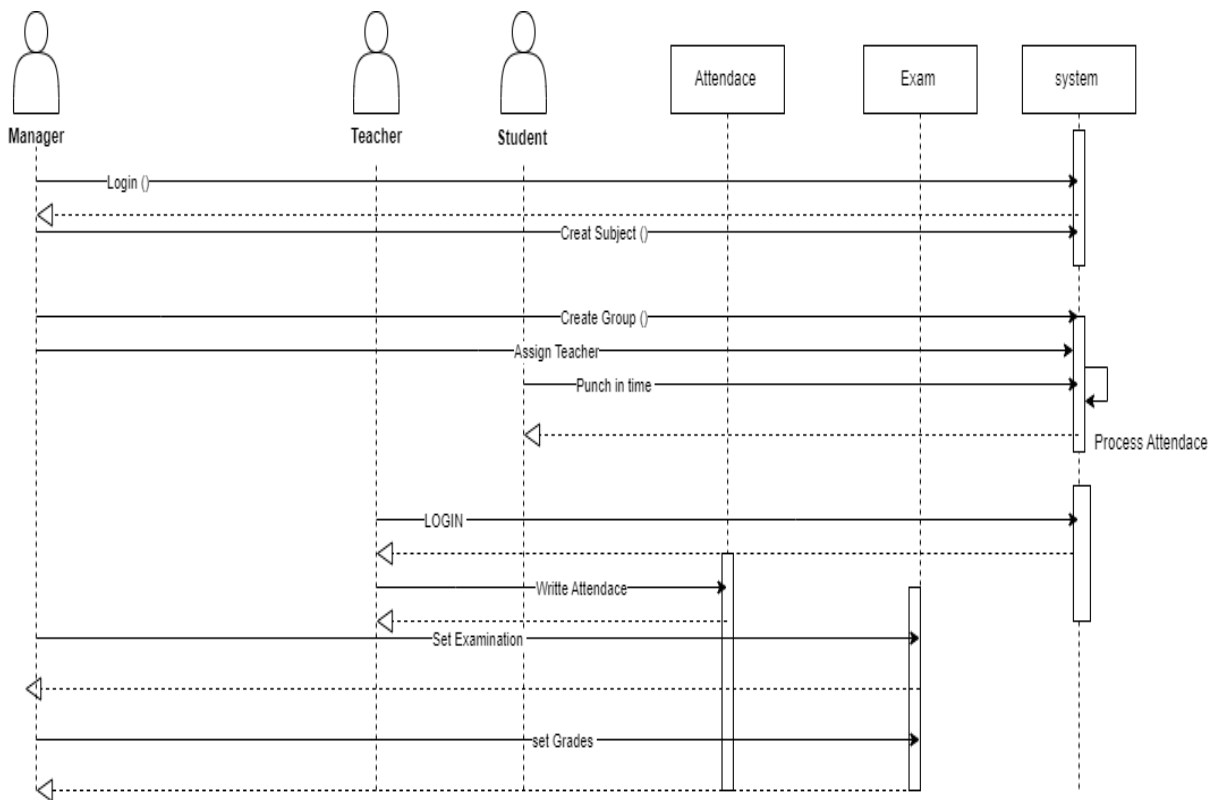 Attendace
Exam
system
Manager
Teacher
Student
Login ()
Creat Subject ()
Create Group ()
Assign Teacher
Punch in time
Process Attendace
LOGIN
Writte Attendace
Set Examination
set Grades